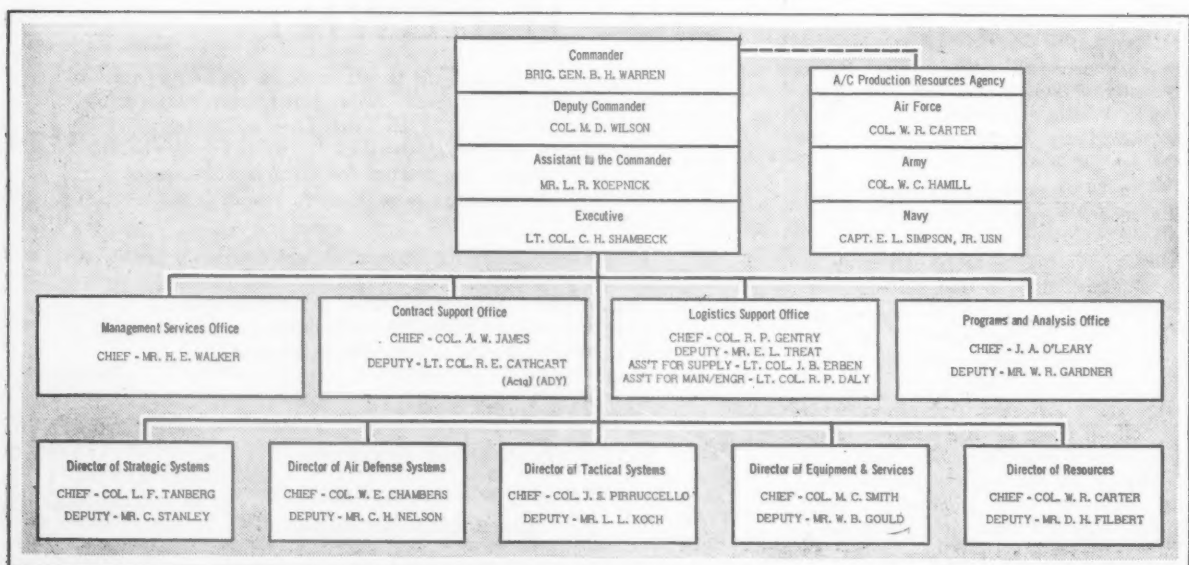 Commander
BRIG. GEN. B. H. WARREN
Deputy Commander
COL. M. D. WILSON
Assistant to the Commander
MR. L. R. KOEPNICK
Executive
LT. COL. C. H. SHAMBECK
A/C Production Resources Agency
Air Force
COL. W. R. CARTER
Army
COL. W. C. HAMILL
Navy
CAPT. E. L. SIMPSON, JR. USN
Management Services Office
CHIEF - MR. H. E. WALKER
Contract Support Office
CHIEF - COL. A. W. JAMES
DEPUTY - LT. COL. R. E. CATHCART
(Actg) (ADY)
Logistics Support Office
CHIEF - COL. R. P. GENTRY
DEPUTY - MR. E. L. TREAT
ASS'T FOR SUPPLY - LT. COL. J. B. ERBEN
ASS'T FOR MAIN/ENGR - LT. COL. R. P. DALY
Programs and Analysis Office
CHIEF - J. A. O'LEARY
DEPUTY - MR. W. R. GARDNER
Director of Strategic Systems
CHIEF - COL. L. F. TANBERG
DEPUTY - MR. C. STANLEY
Director of Air Defense Systems
CHIEF - COL. W. E. CHAMBERS
DEPUTY - MR. C. H. NELSON
Director of Tactical Systems
CHIEF - COL. J. S. PIRRUCCELLO
DEPUTY - MR. L. L. KOCH
Director of Equipment & Services
CHIEF - COL. M. C. SMITH
DEPUTY - MR. W. B. GOULD
Director of Resources
CHIEF - COL. W. R. CARTER
DEPUTY - MR. D. H. FILBERT